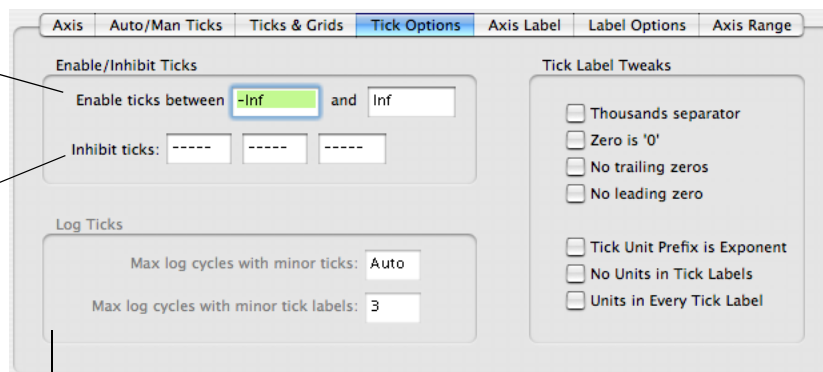 Axis Auto/Man Ticks Ticks & Grids Tick Options Axis Label Label Options Axis Range
Enable/Inhibit Ticks
Enable ticks between -Inf and Inf
Inhibit ticks: ----- ----- -----
Log Ticks
Max log cycles with minor ticks: Auto
Max log cycles with minor tick labels: 3
Tick Label Tweaks
Thousands separator
Zero is '0'
No trailing zeros
No leading zero
Tick Unit Prefix is Exponent
No Units in Tick Labels
Units in Every Tick Label